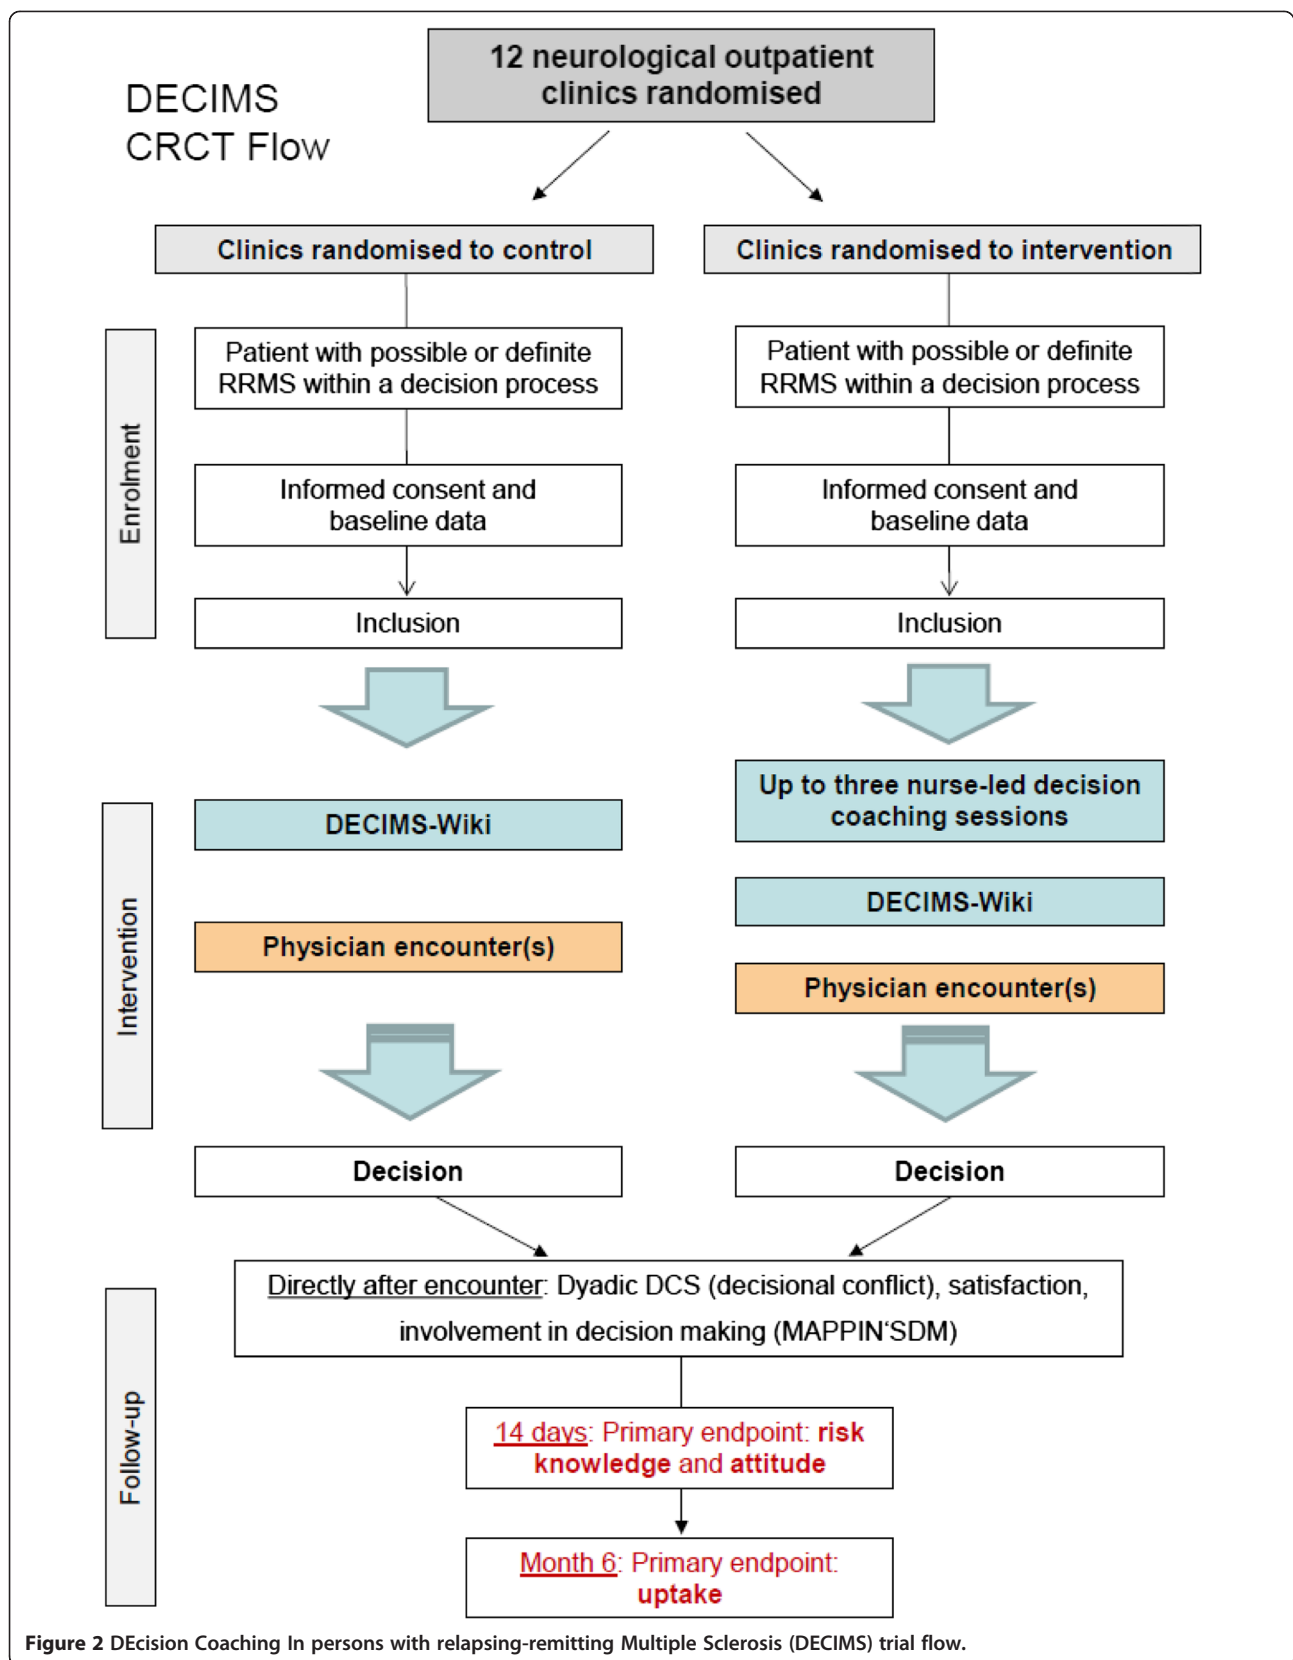 12 neurological outpatient
clinics randomised
DECIMS
CRCT Flow
Clinics randomised to control
Clinics randomised to intervention
Enrolment
Patient with possible or definite
RRMS within a decision process
Patient with possible or definite
RRMS within a decision process
Informed consent and
baseline data
Informed consent and
baseline data
Inclusion
Inclusion
Intervention
DECIMS-Wiki
Physician encounter(s)
Up to three nurse-led decision
coaching sessions
DECIMS-Wiki
Physician encounter(s)
Decision
Decision
Follow-up
Directly after encounter: Dyadic DCS (decisional conflict), satisfaction,
involvement in decision making (MAPPIN‘SDM)
14 days: Primary endpoint: risk
knowledge and attitude
Month 6: Primary endpoint:
uptake
Figure 2 DEcision Coaching In persons with relapsing-remitting Multiple Sclerosis (DECIMS) trial flow.